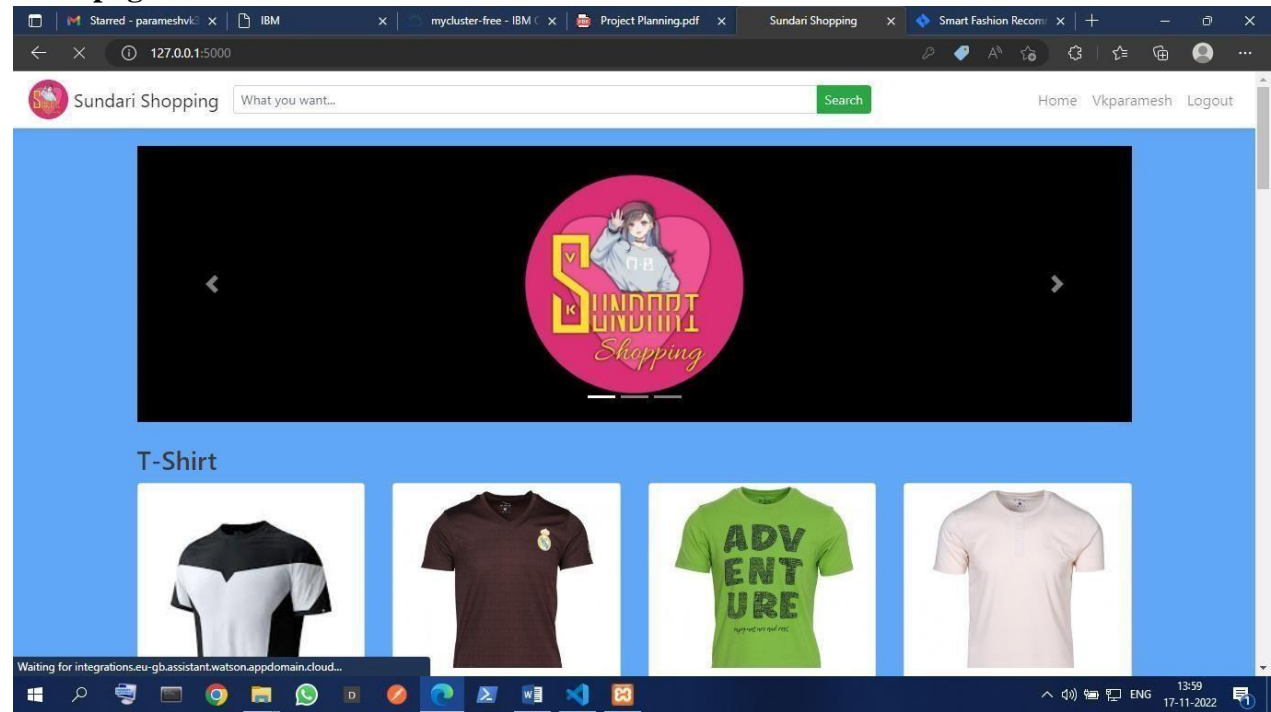 Starred - parameshvk3
IBM
mycluster-free - IBM C
Project Planning.pdf
Sundari Shopping
Smart Fashion Recom
127.0.0.1:5000
Sundari Shopping
What you want...
Search
Home Vkparamesh Logout
V
K
SUNDARI
Shopping
T-Shirt
ADV
ENT
URE
Waiting for integrations.eu-gb.assistant.watson.appdomain.cloud...
ENG
13:59
17-11-2022